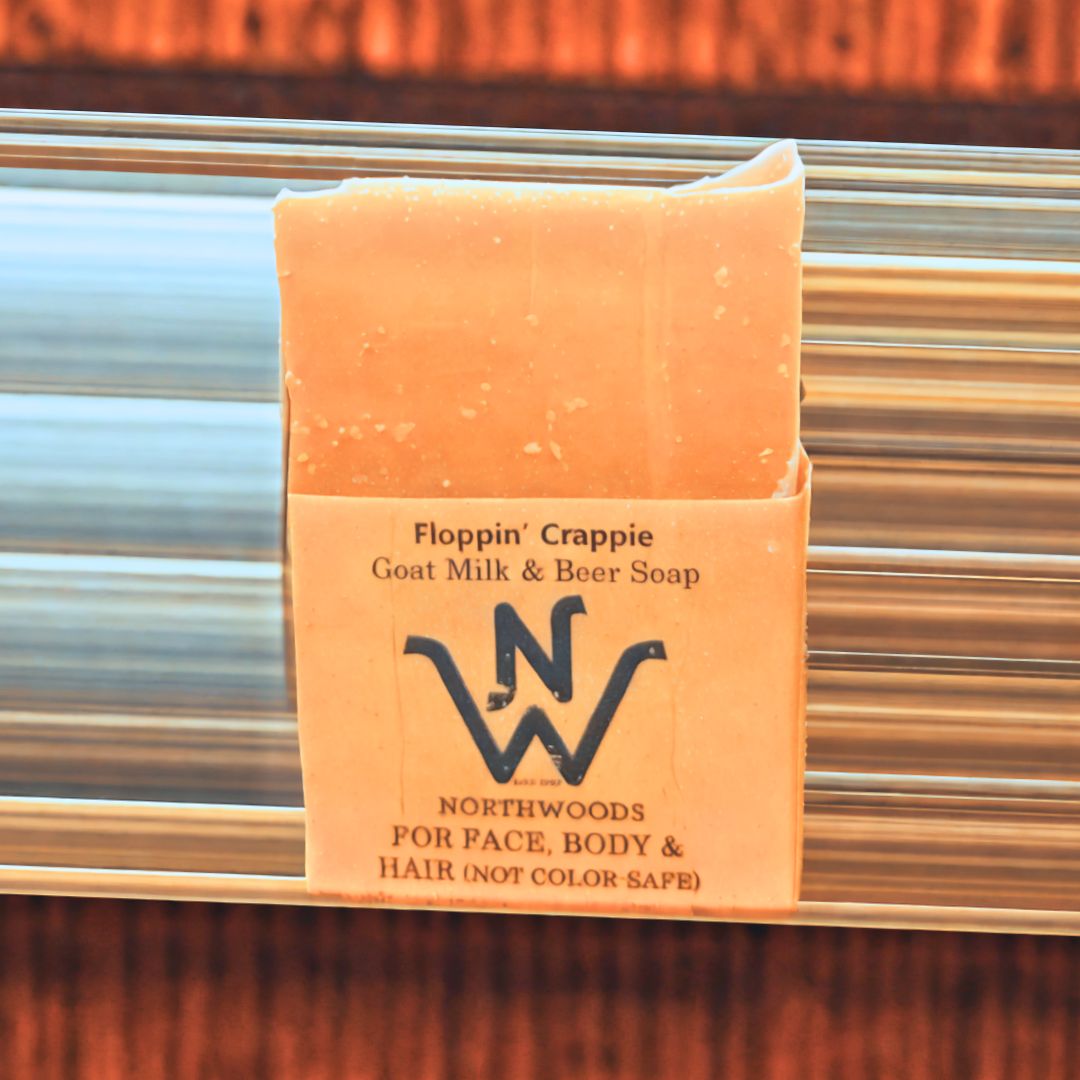 Floppin' Crappie
Goat Milk & Beer Soap
NW
NORTHWOODS
FOR FACE, BODY &
HAIR (NOT COLOR SAFE)